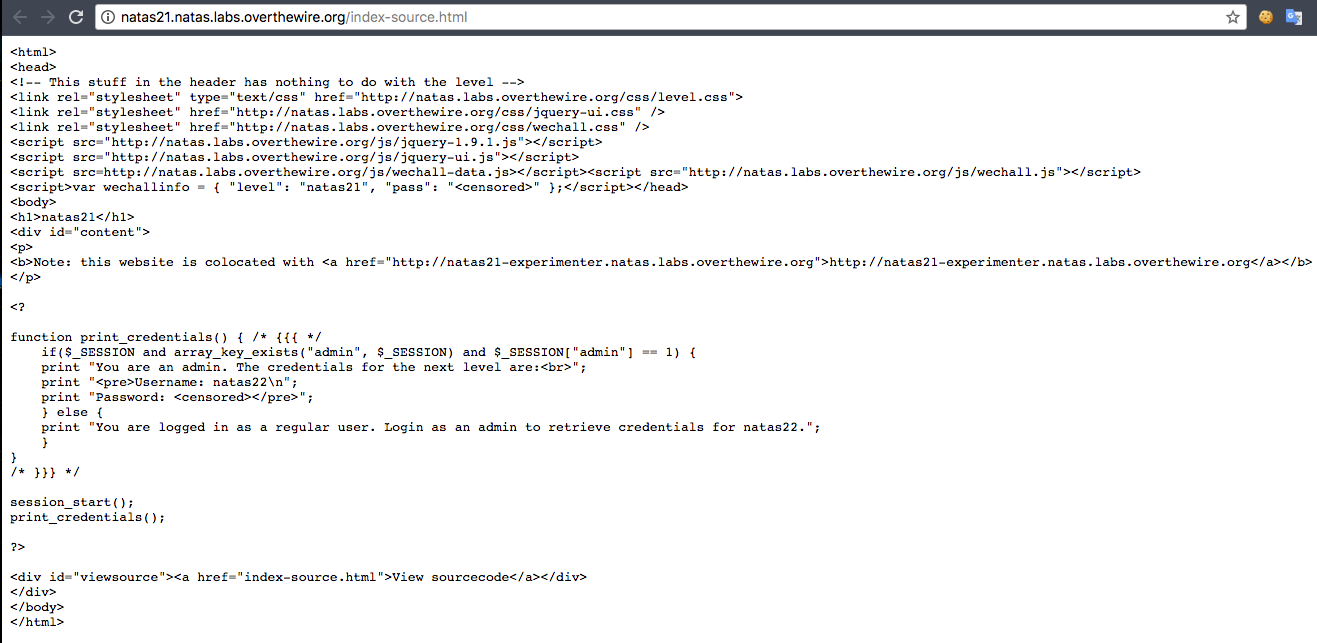 natas21.natas.labs.overthewire.org/index-source.html
<html>
<head>
<!-- This stuff in the header has nothing to do with the level -->
<link rel="stylesheet" type="text/css" href="http://natas.labs.overthewire.org/css/level.css">
<link rel="stylesheet" href="http://natas.labs.overthewire.org/css/jquery-ui.css" />
<link rel="stylesheet" href="http://natas.labs.overthewire.org/css/wechall.css" />
<script src="http://natas.labs.overthewire.org/js/jquery-1.9.1.js"></script>
<script src="http://natas.labs.overthewire.org/js/jquery-ui.js"></script>
<script src=http://natas.labs.overthewire.org/js/wechall-data.js></script><script src="http://natas.labs.overthewire.org/js/wechall.js"></script>
<script>var wechallinfo = { "level": "natas21", "pass": "<censored>" };</script></head>
<body>
<h1>natas21</h1>
<div id="content">
<p>
<b>Note: this website is colocated with <a href="http://natas21-experimenter.natas.labs.overthewire.org">http://natas21-experimenter.natas.labs.overthewire.org</a></b>
</p>
<?
function print_credentials() { /* {{{ */
    if($_SESSION and array_key_exists("admin", $_SESSION) and $_SESSION["admin"] == 1) {
    print "You are an admin. The credentials for the next level are:<br>";
    print "<pre>Username: natas22\n";
    print "Password: <censored></pre>";
    } else {
    print "You are logged in as a regular user. Login as an admin to retrieve credentials for natas22.";
    }
}
/* }}} */
session_start();
print_credentials();
?>
<div id="viewsource"><a href="index-source.html">View sourcecode</a></div>
</div>
</body>
</html>